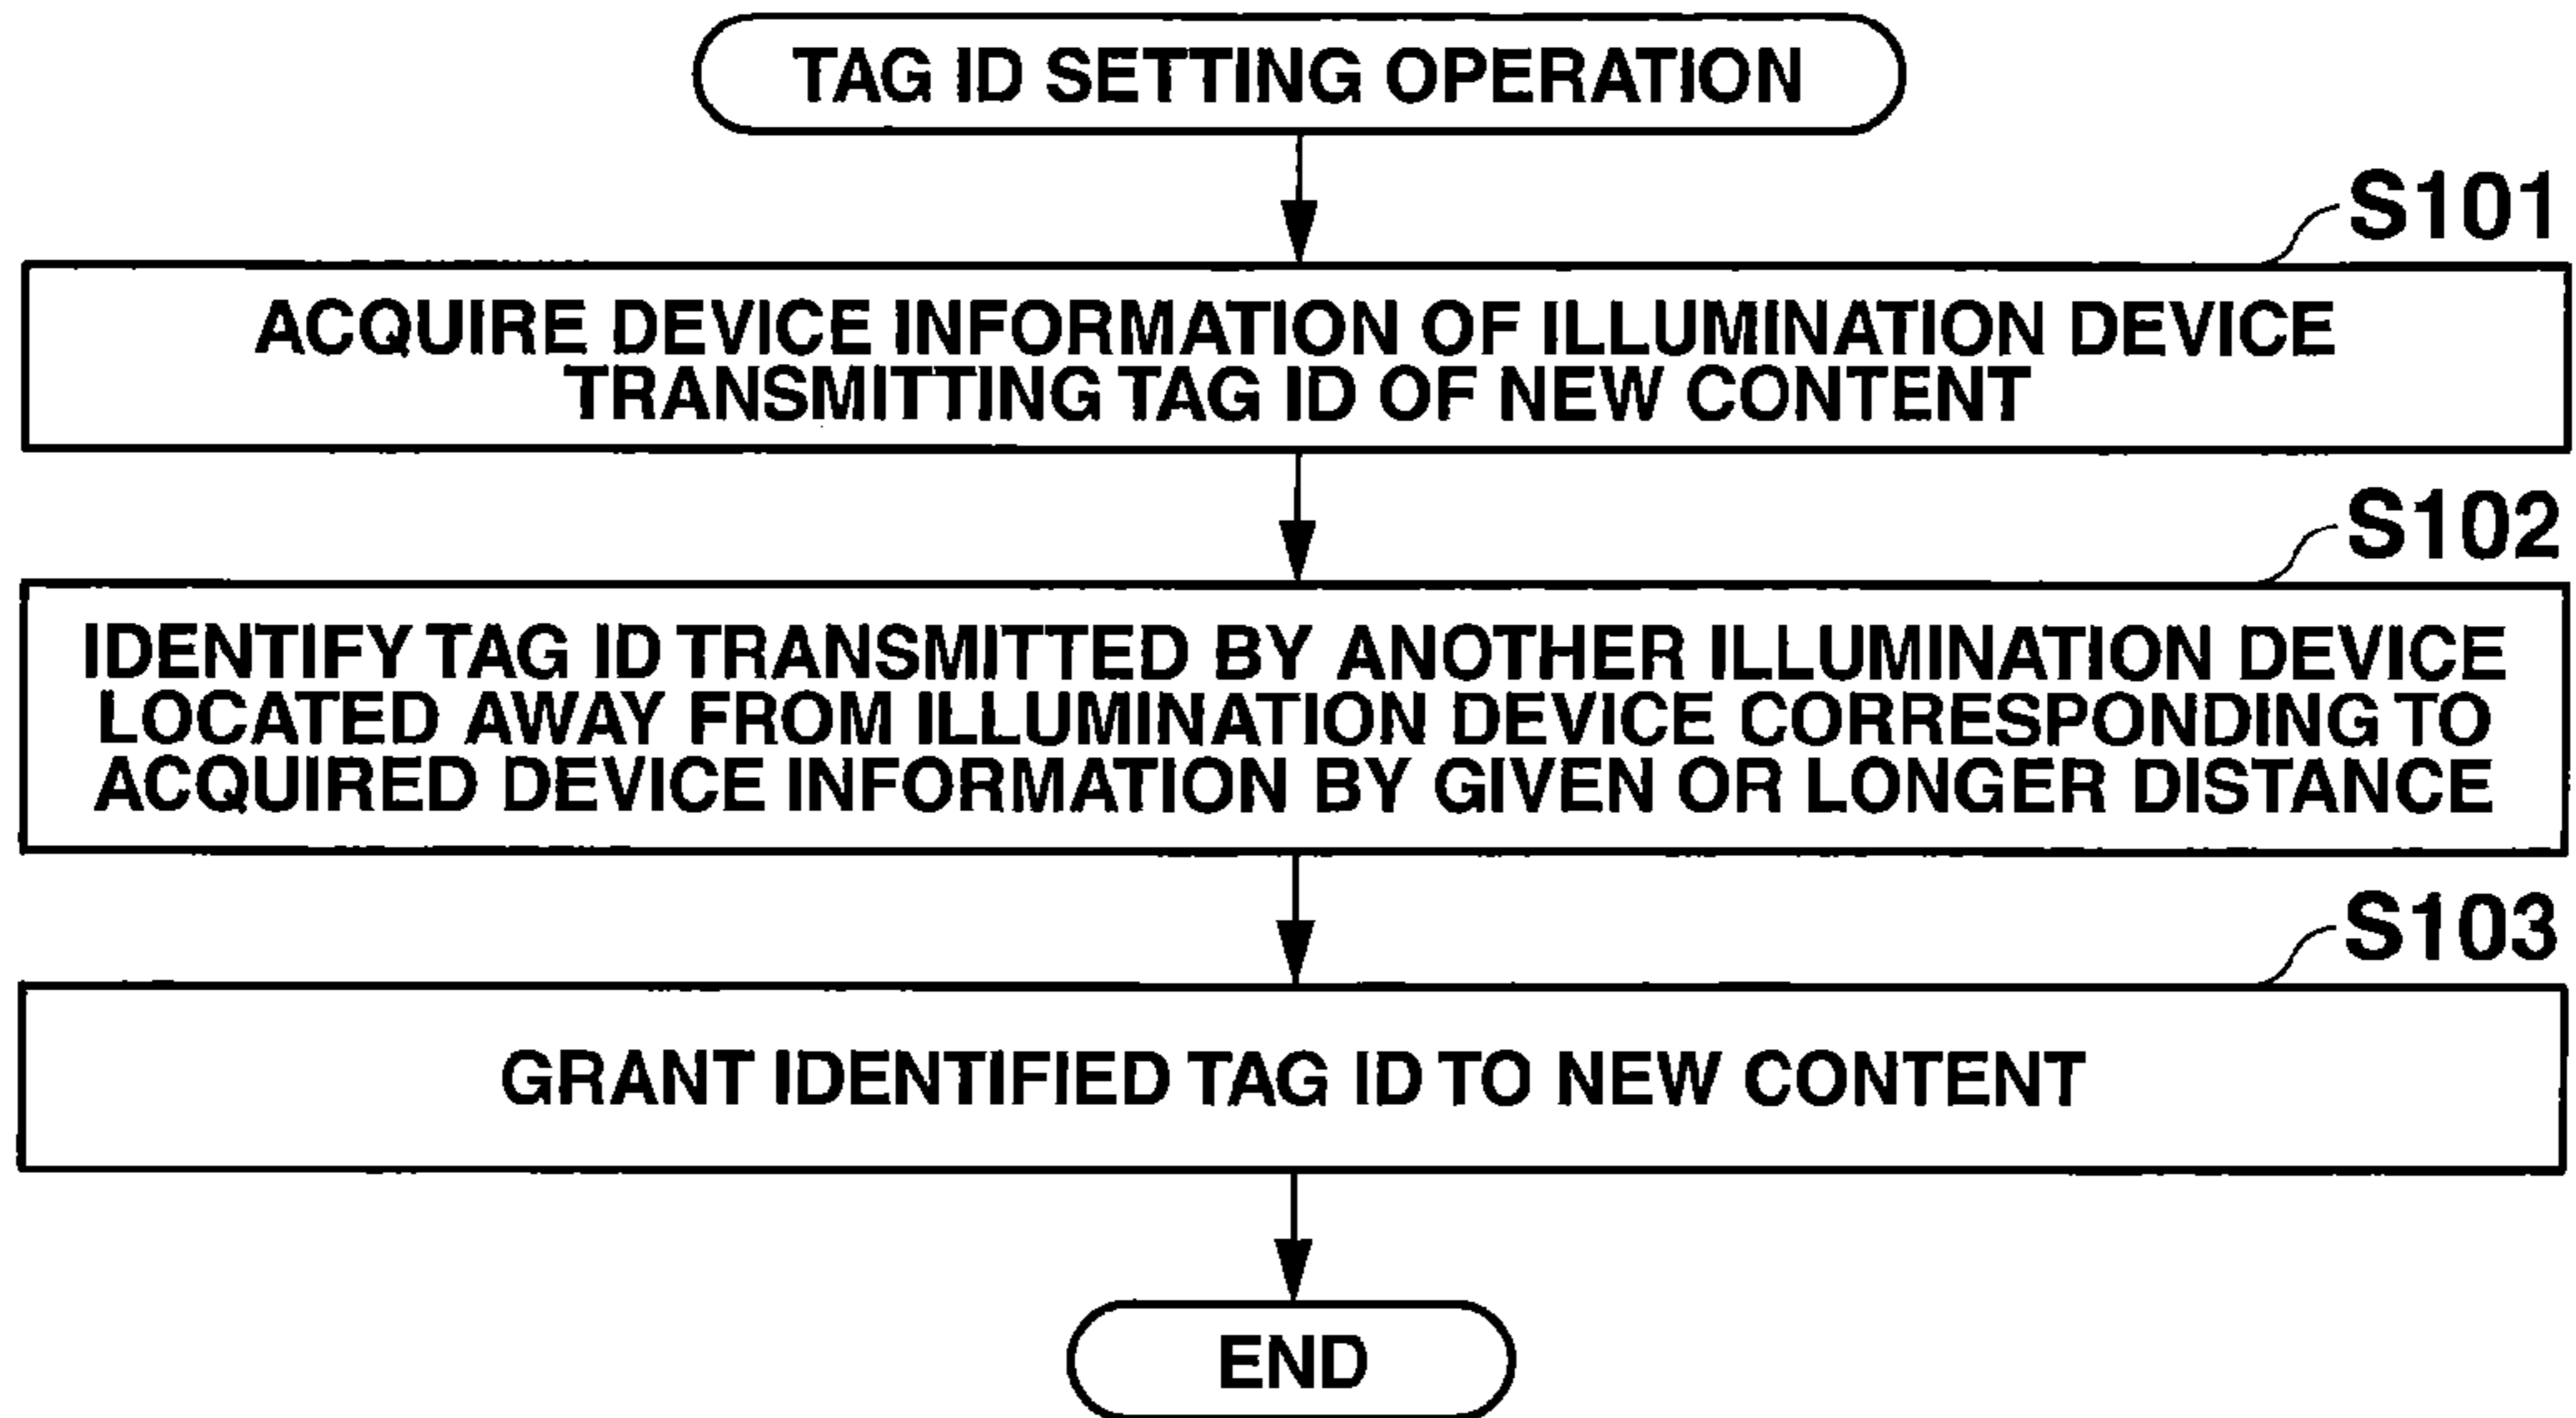 TAG ID SETTING OPERATION
S101
ACQUIRE DEVICE INFORMATION OF ILLUMINATION DEVICE
TRANSMITTING TAG ID OF NEW CONTENT
S102
IDENTIFY TAG ID TRANSMITTED BY ANOTHER ILLUMINATION DEVICE
LOCATED AWAY FROM ILLUMINATION DEVICE CORRESPONDING TO
ACQUIRED DEVICE INFORMATION BY GIVEN OR LONGER DISTANCE
S103
GRANT IDENTIFIED TAG ID TO NEW CONTENT
END